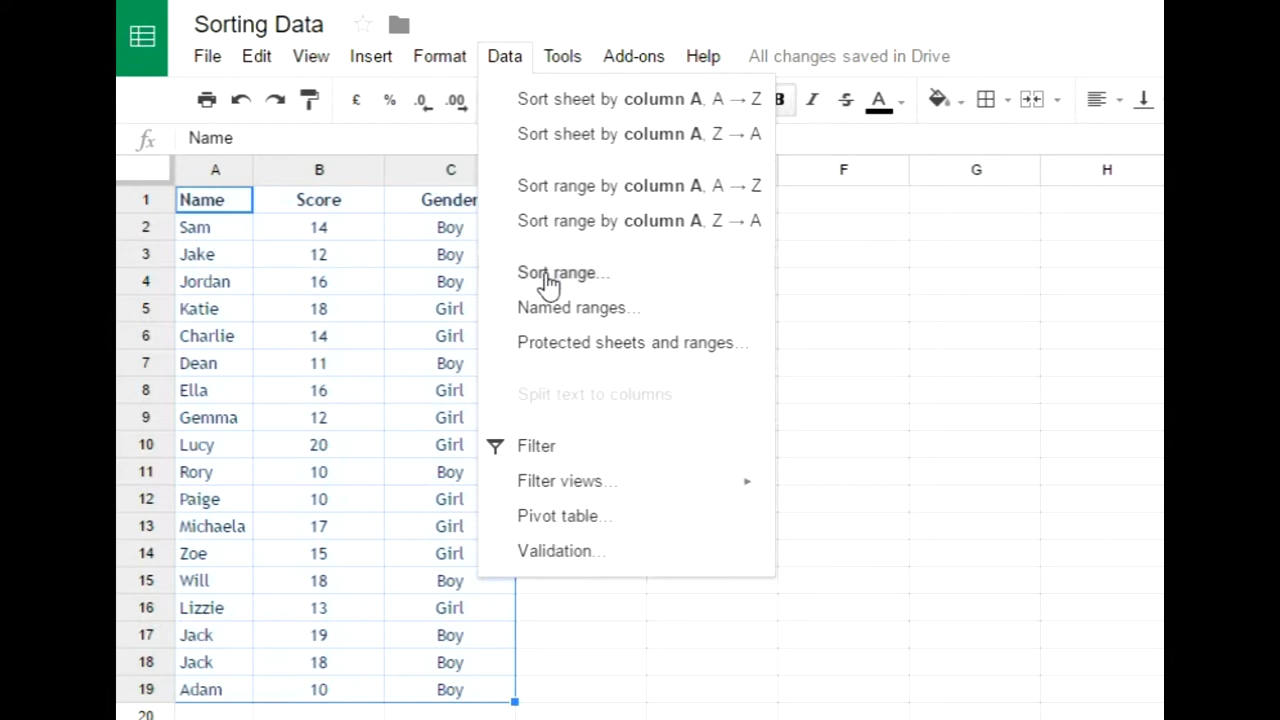 Sorting Data
File Edit View Insert Format Data Tools Add-ons Help All changes saved in Drive
£ % .0 .00 B I S A
fx Name
A B C F G H
1 Name Score Gender
2 Sam 14 Boy
3 Jake 12 Boy
4 Jordan 16 Boy
5 Katie 18 Girl
6 Charlie 14 Girl
7 Dean 11 Boy
8 Ella 16 Girl
9 Gemma 12 Girl
10 Lucy 20 Girl
11 Rory 10 Boy
12 Paige 10 Girl
13 Michaela 17 Girl
14 Zoe 15 Girl
15 Will 18 Boy
16 Lizzie 13 Girl
17 Jack 19 Boy
18 Jack 18 Boy
19 Adam 10 Boy
20
Sort sheet by column A, A → Z
Sort sheet by column A, Z → A
Sort range by column A, A → Z
Sort range by column A, Z → A
Sort range...
Named ranges...
Protected sheets and ranges...
Split text to columns
Filter
Filter views...
Pivot table...
Validation...